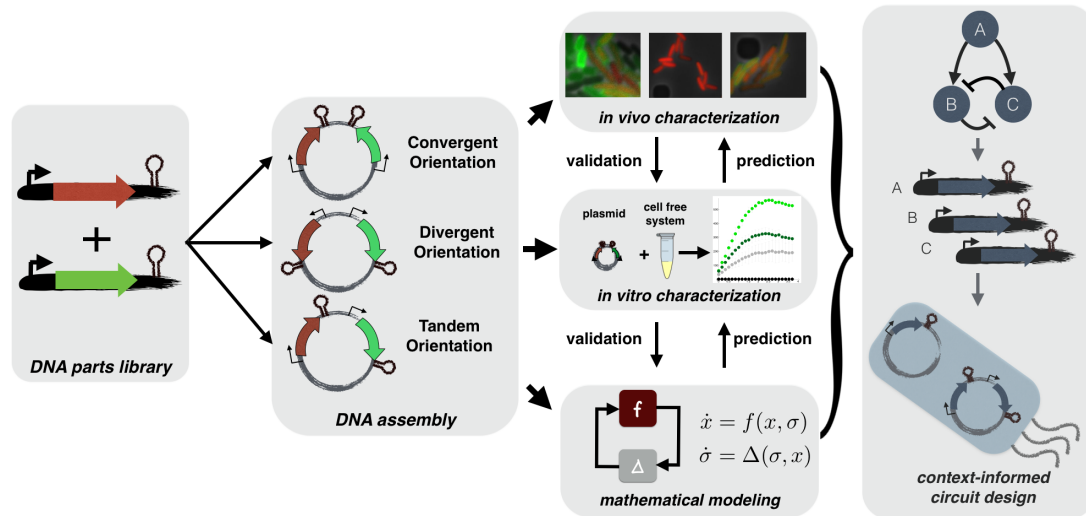 +
DNA parts library
Convergent
Orientation
Divergent
Orientation
Tandem
Orientation
DNA assembly
in vivo characterization
validation
prediction
plasmid
+
cell free
system
in vitro characterization
validation
prediction
f
Δ
ẋ = f(x, σ)
σ̇ = Δ(σ, x)
mathematical modeling
A
B
C
A
B
C
context-informed
circuit design